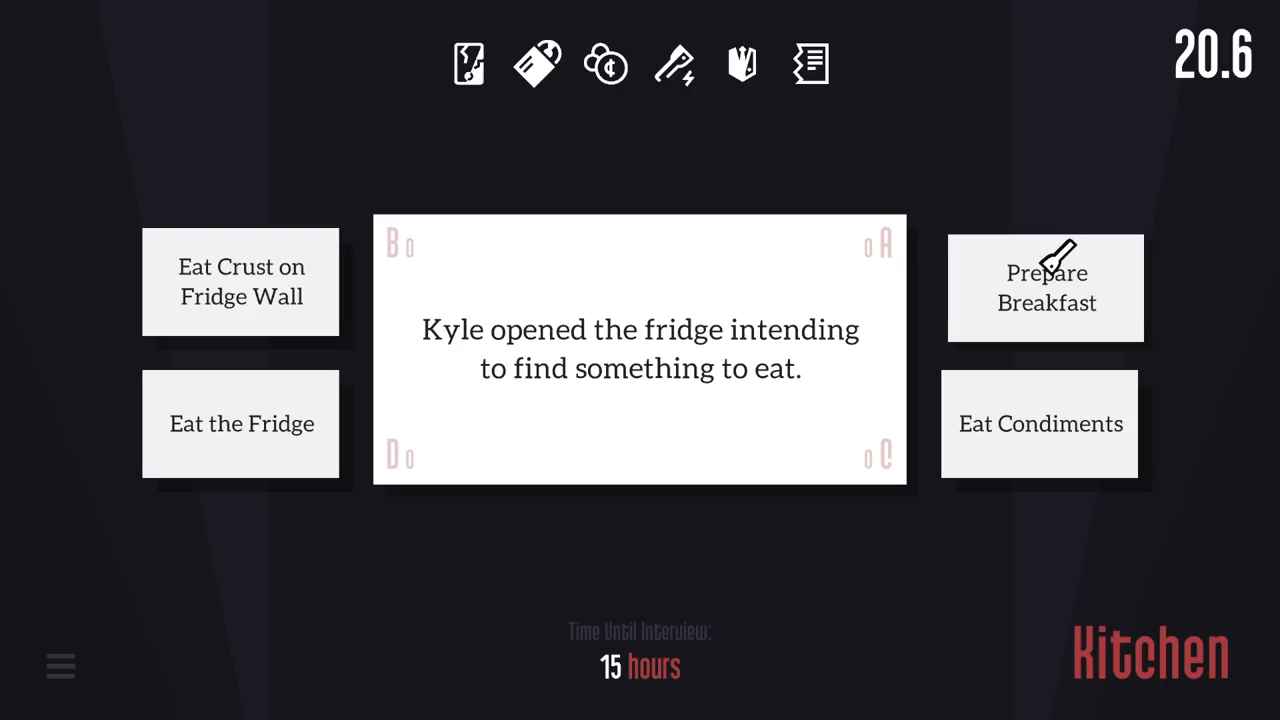 20.6
Eat Crust on
Fridge Wall
Eat the Fridge
B 0
0 A
Kyle opened the fridge intending
to find something to eat.
D 0
0 C
Prepare
Breakfast
Eat Condiments
Time Until Interview:
15 hours
Kitchen